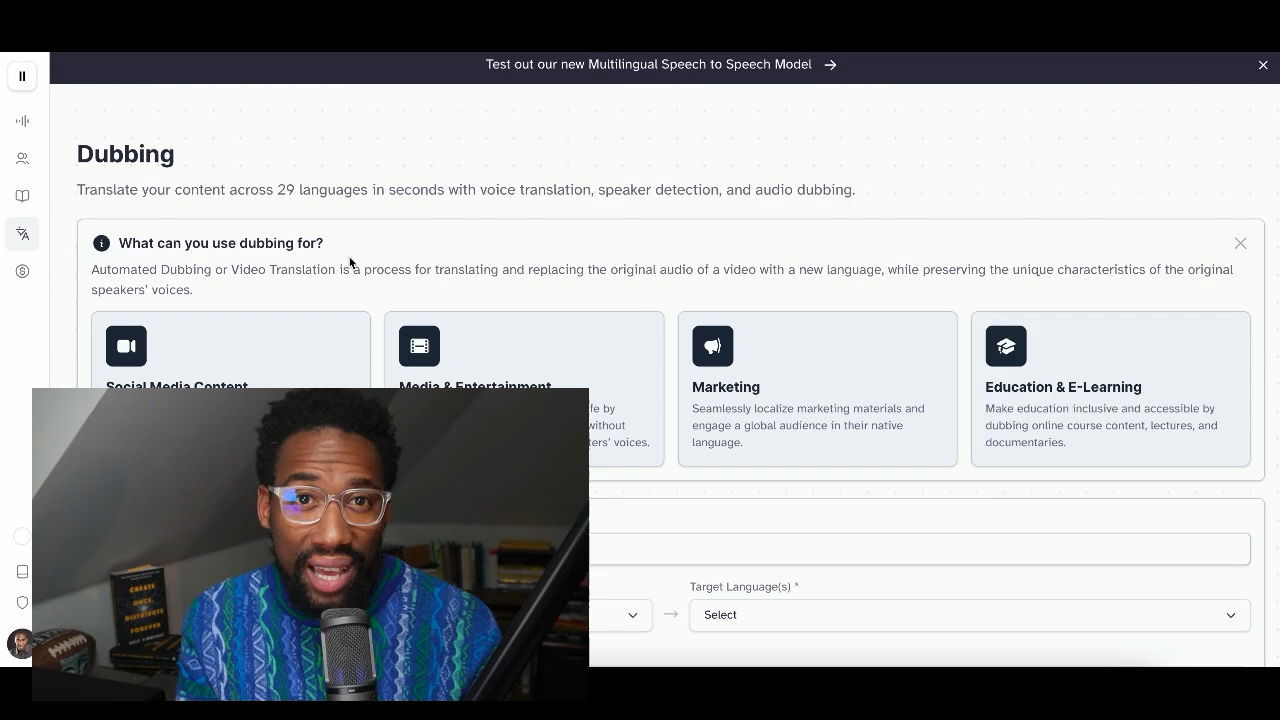 Test out our new Multilingual Speech to Speech Model
Dubbing
Translate your content across 29 languages in seconds with voice translation, speaker detection, and audio dubbing.
What can you use dubbing for?
Automated Dubbing or Video Translation is a process for translating and replacing the original audio of a video with a new language, while preserving the unique characteristics of the original
speakers' voices.
Social Media Content
Media & Entertainment
fe by
without
ters' voices.
Marketing
Seamlessly localize marketing materials and
engage a global audience in their native
language.
Education & E-Learning
Make education inclusive and accessible by
dubbing online course content, lectures, and
documentaries.
Target Language(s) *
Select
CREATE
ONCE,
DISTRIBUTE
FOREVER